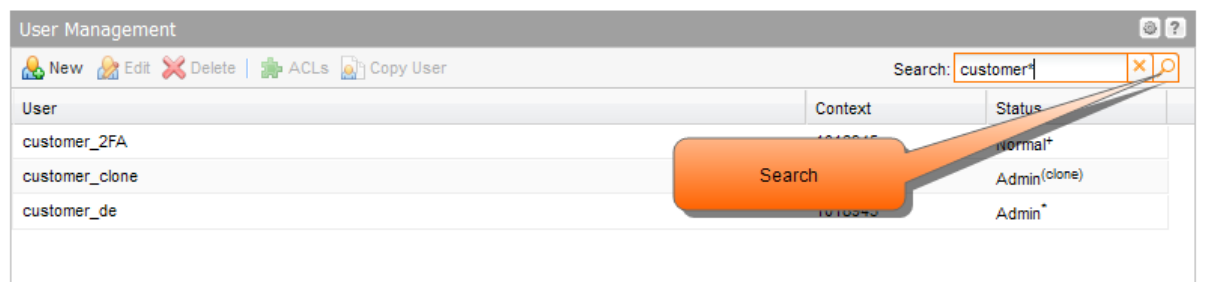 User Management
New Edit Delete ACLs Copy User Search: customer*
User Context Status
customer_2FA Normal+
customer_clone Admin(clone)
customer_de Admin*
Search